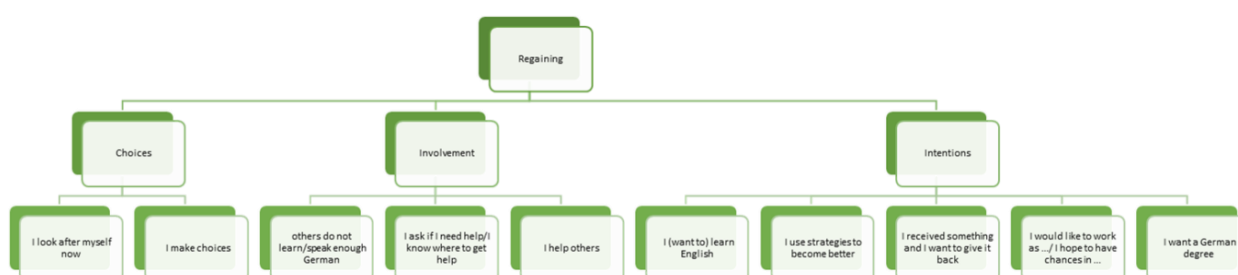 Regaining
Choices
Involvement
Intentions
I look after myself
now
I make choices
others do not
learn/speak enough
German
I ask if I need help/I
know where to get
help
I help others
I (want to) learn
English
I use strategies to
become better
I received something
and I want to give it
back
I would like to work
as .../ I hope to have
chances in ...
I want a German
degree